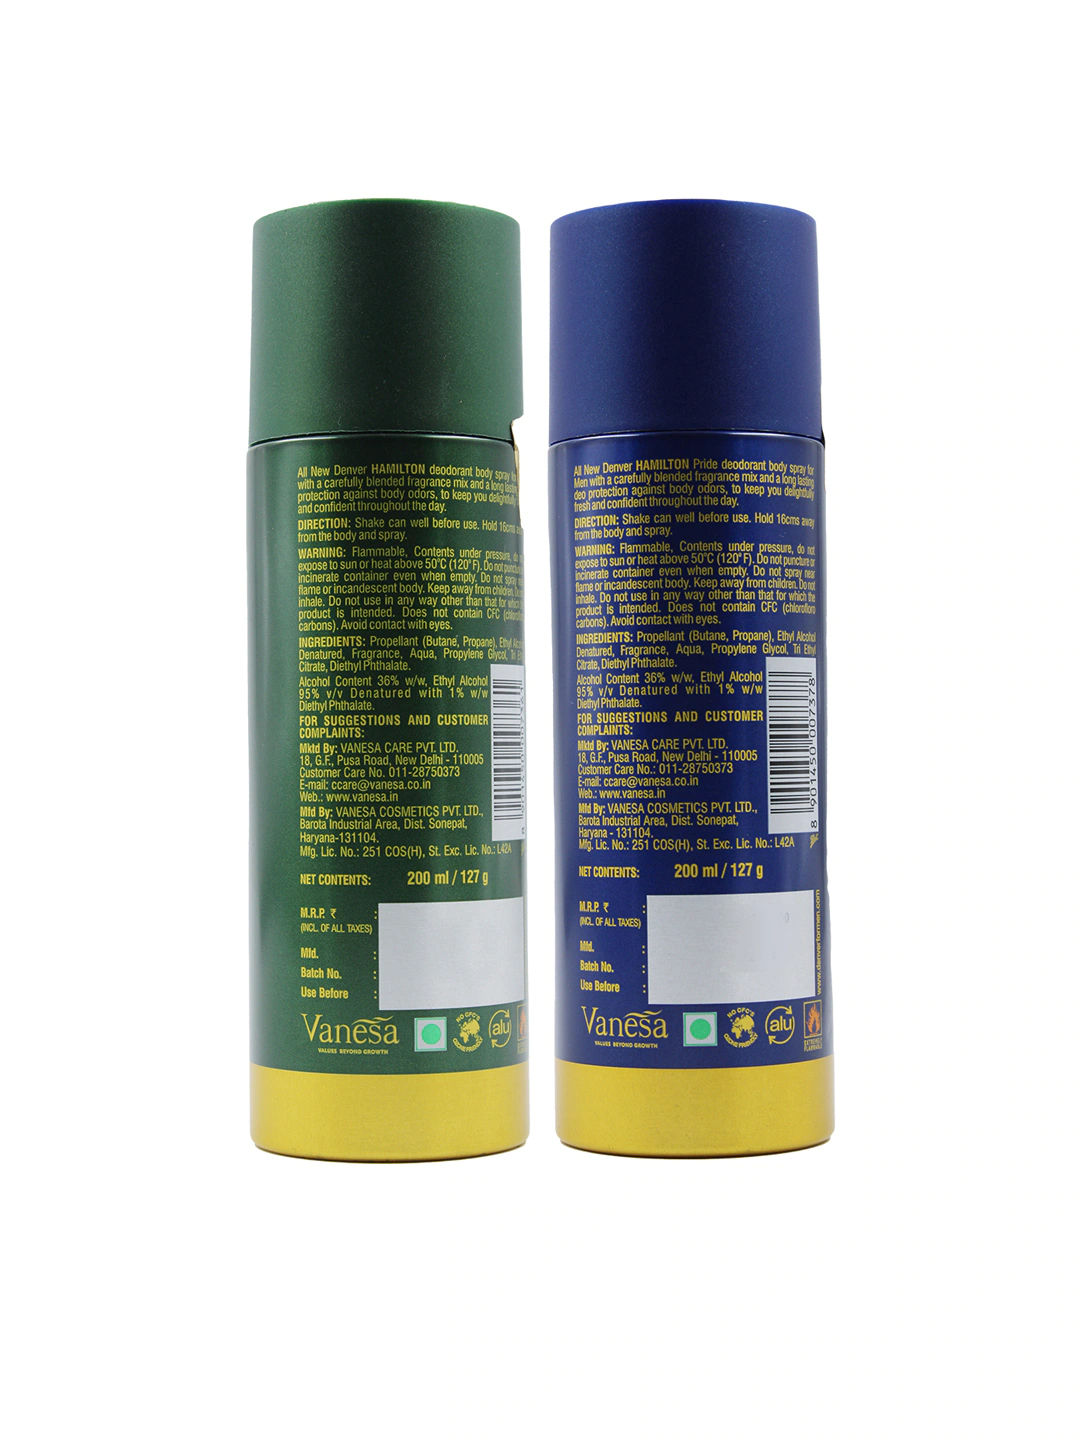 All New Denver HAMILTON deodorant body spray for
with a carefully blended fragrance mix and a long lasting
protection against body odors, to keep you delightfully
and confident throughout the day.
DIRECTION: Shake can well before use. Hold 16cms
from the body and spray.
WARNING: Flammable, Contents under pressure, do
expose to sun or heat above 50°C (120°F). Do not puncture
incinerate container even when empty. Do not spray
flame or incandescent body. Keep away from children.
inhale. Do not use in any way other than that for which
product is intended. Does not contain CFC
carbons). Avoid contact with eyes.
INGREDIENTS: Propellant (Butane, Propane), Ethyl
Denatured, Fragrance, Aqua, Propylene Glycol, Tri
Citrate, Diethyl Phthalate.
Alcohol Content 36% w/w, Ethyl Alcohol
95% v/v Denatured with 1% w/w
Diethyl Phthalate.
FOR SUGGESTIONS AND CUSTOMER
COMPLAINTS:
Mktd By: VANESA CARE PVT. LTD.
18, G.F., Pusa Road, New Delhi - 110005
Customer Care No. 011-28750373
E-mail: ccare@vanesa.co.in
Web.: www.vanesa.in
Mfd By: VANESA COSMETICS PVT. LTD.,
Barota Industrial Area, Dist. Sonepat,
Haryana-131104.
Mfg. Lic. No.: 251 COS(H), St. Exc. Lic. No.: L42A
NET CONTENTS: 200 ml / 127 g
M.R.P. ₹ :
(INCL. OF ALL TAXES)
Mfd. :
Batch No. :
Use Before :
Vanesa
VALUES BEYOND GROWTH
NO CFC'S
OZONE FRIENDLY
alu
All New Denver HAMILTON Pride deodorant body spray for
Men with a carefully blended fragrance mix and a long lasting
deo protection against body odors, to keep you delightfully
fresh and confident throughout the day.
DIRECTION: Shake can well before use. Hold 16cms away
from the body and spray.
WARNING: Flammable, Contents under pressure, do not
expose to sun or heat above 50°C (120°F). Do not puncture or
incinerate container even when empty. Do not spray near
flame or incandescent body. Keep away from children. Do not
inhale. Do not use in any way other than that for which the
product is intended. Does not contain CFC (chlorofloro
carbons). Avoid contact with eyes.
INGREDIENTS: Propellant (Butane, Propane), Ethyl Alcohol
Denatured, Fragrance, Aqua, Propylene Glycol, Tri Ethyl
Citrate, Diethyl Phthalate.
Alcohol Content 36% w/w, Ethyl Alcohol
95% v/v Denatured with 1% w/w
Diethyl Phthalate.
FOR SUGGESTIONS AND CUSTOMER
COMPLAINTS:
Mktd By: VANESA CARE PVT. LTD.
18, G.F., Pusa Road, New Delhi - 110005
Customer Care No. : 011-28750373
E-mail: ccare@vanesa.co.in
Web.: www.vanesa.in
Mfd By: VANESA COSMETICS PVT. LTD.,
Barota Industrial Area, Dist. Sonepat,
Haryana - 131104.
Mfg. Lic. No.: 251 COS(H), St. Exc. Lic. No.: L42A
8 901450 007378
NET CONTENTS: 200 ml / 127 g
M.R.P. ₹ :
(INCL. OF ALL TAXES)
Mfd. :
Batch No. :
Use Before :
www.denverformen.com
Vanesa
VALUES BEYOND GROWTH
NO CFC'S
OZONE FRIENDLY
alu
EXTREMELY
FLAMMABLE